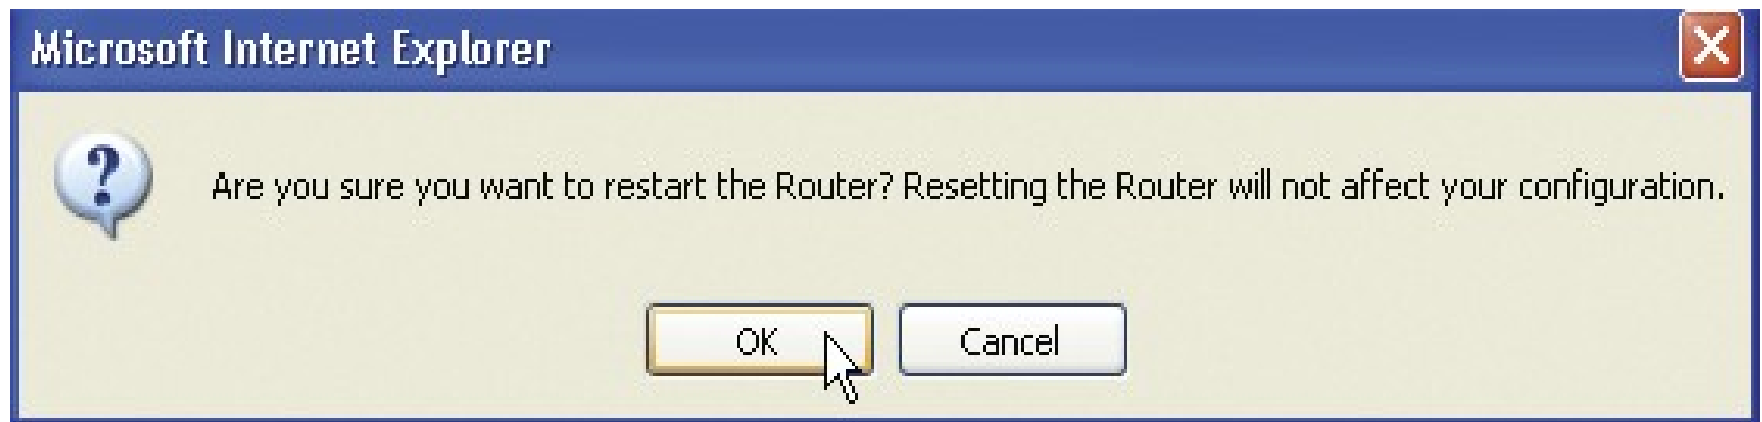 Microsoft Internet Explorer
?
Are you sure you want to restart the Router? Resetting the Router will not affect your configuration.
OK
Cancel